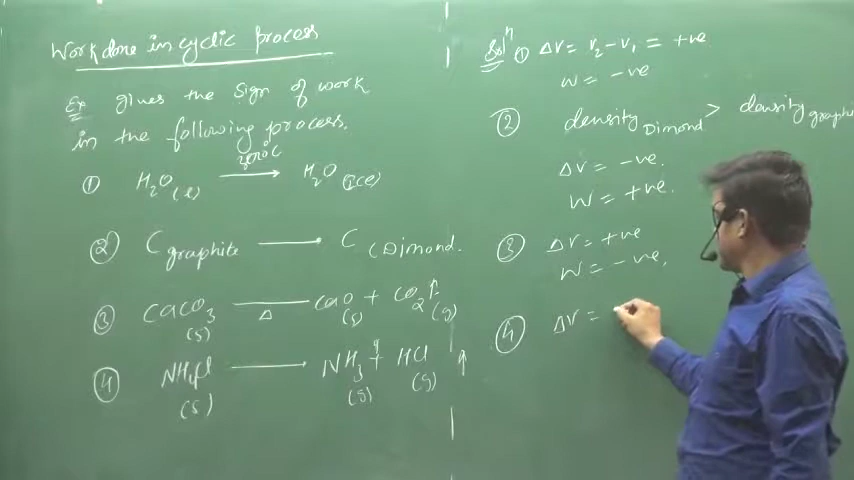 Workdone in cyclic process
Ex gives the sign of work
in the following process.
① H₂O(l) ⟶ H₂O(ice)
zero°C
② C graphite ⟶ C (Dimond.
③ CaCO₃(s) ⟶ CaO(s) + CO₂↑(g)
Δ
④ NH₄Cl(s) ⟶ NH₃(g) + HCl(g) ↑
Solⁿ ① ΔV = V₂-V₁ = +ve
W = -ve
② density Dimond > density graphite
ΔV = -ve.
W = +ve.
③ ΔV = +ve
W = -ve.
④ ΔV =